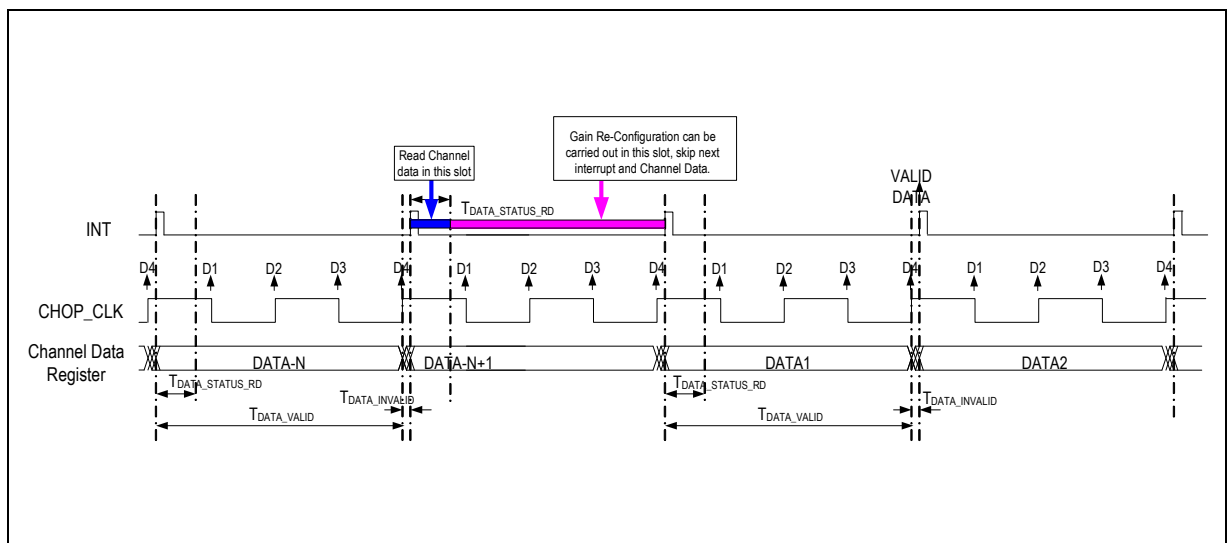 Read Channel
data in this slot
Gain Re-Configuration can be
carried out in this slot, skip next
interrupt and Channel Data.
VALID
DATA
TDATA_STATUS_RD
INT
D4 D1 D2 D3 D4 D1 D2 D3 D4 D1 D2 D3 D4 D1 D2 D3 D4
CHOP_CLK
Channel Data
Register
DATA-N DATA-N+1 DATA1 DATA2
TDATA_STATUS_RD TDATA_INVALID TDATA_STATUS_RD TDATA_INVALID
TDATA_VALID TDATA_VALID